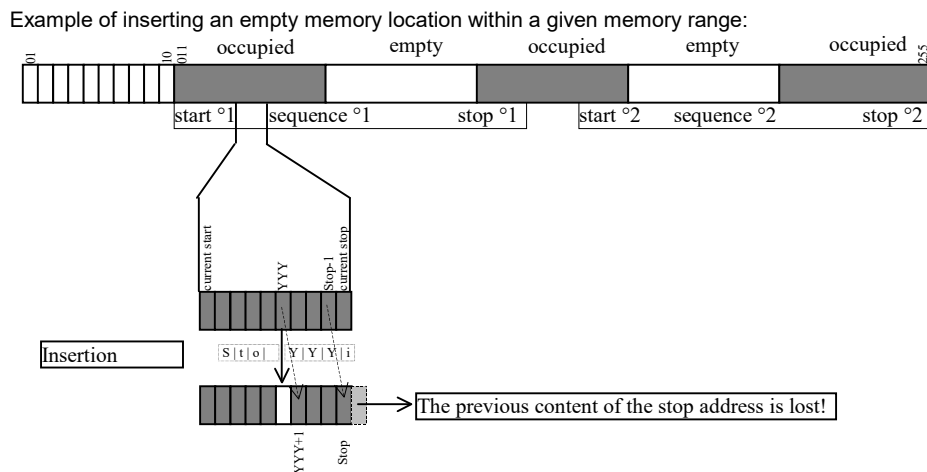 Example of inserting an empty memory location within a given memory range:
occupied empty occupied empty occupied
01 10 011 255
start °1 sequence °1 stop °1 start °2 sequence °2 stop °2
current start YYY Stop-1 current stop
Insertion
S|t|o| Y|Y|Y|i
The previous content of the stop address is lost!
YYY+1 Stop